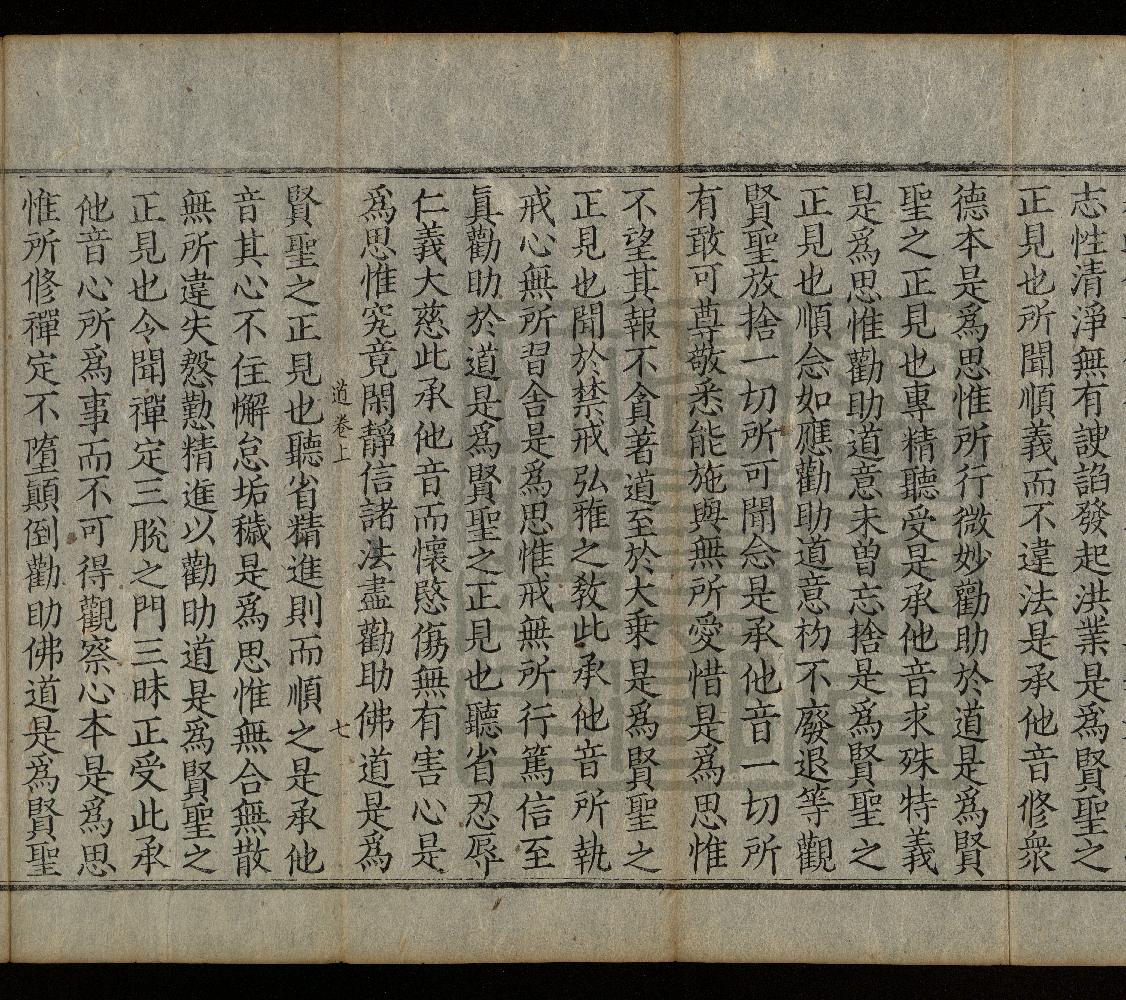 志性清淨無有諛諂發起洪業是爲賢聖之
正見也所聞順義而不違法是承他音修衆
德本是爲思惟所行微妙勸助於道是爲賢
聖之正見也專精聽受是承他音求殊特義
是爲思惟勸助道意未曽忘捨是爲賢聖之
正見也順念如應勸助道意杒不廢退等觀
賢聖放捨一切所可聞念是承他音一切所
有敢可尊敬悉能施與無所愛惜是爲思惟
不望其報不貪著道至於大乗是爲賢聖之
正見也聞於禁戒弘雅之教此承他音所執
戒心無所習舍是爲思惟戒無所行篤信至
眞勸助於道是爲賢聖之正見也聽省忍辱
仁義大慈此承他音而懷愍傷無有害心是
爲思惟究竟閑靜信諸法盡勸助佛道是爲
道卷上 七
賢聖之正見也聽省精進則而順之是承他
音其心不住懈怠垢穢是爲思惟無合無散
無所違失慇懃精進以勸助道是爲賢聖之
正見也令聞禪定三脫之門三昧正受此承
他音心所爲事而不可得觀察心本是爲思
惟所修禪定不墮顛倒勸助佛道是爲賢聖